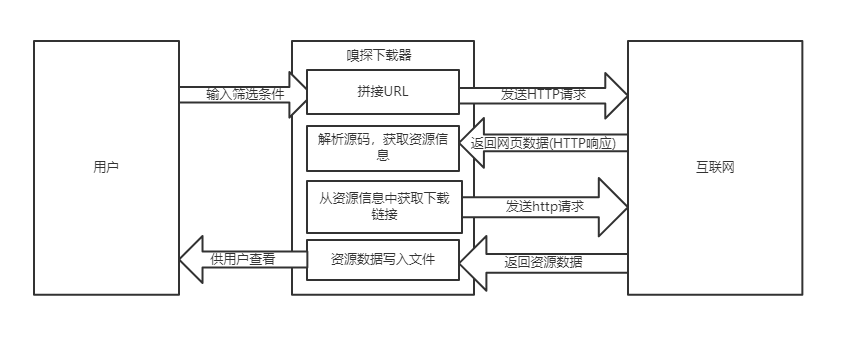 嗅探下载器
输入筛选条件
拼接URL
发送HTTP请求
解析源码，获取资源信
息
返回网页数据(HTTP响应)
用户
互联网
从资源信息中获取下载
链接
发送http请求
供用户查看
资源数据写入文件
返回资源数据